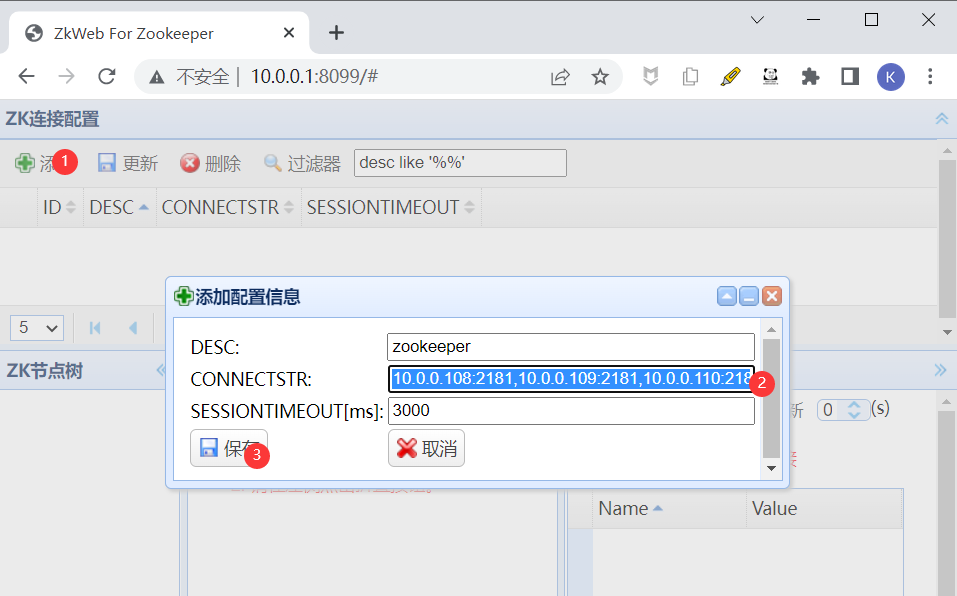 ZkWeb For Zookeeper
不安全 10.0.0.1:8099/#
K
ZK连接配置
添 1 更新 删除 过滤器 desc like '%%'
ID DESC CONNECTSTR SESSIONTIMEOUT
添加配置信息
5
DESC: zookeeper
ZK节点树
CONNECTSTR: 10.0.0.108:2181,10.0.0.109:2181,10.0.0.110:218 2
SESSIONTIMEOUT[ms]: 3000
新 0 (s)
保存 3 取消
接
Name Value